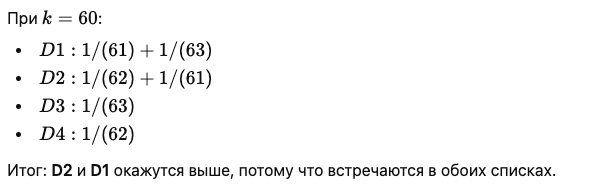 При k = 60:
• D1 : 1/(61) + 1/(63)
• D2 : 1/(62) + 1/(61)
• D3 : 1/(63)
• D4 : 1/(62)
Итог: D2 и D1 окажутся выше, потому что встречаются в обоих списках.